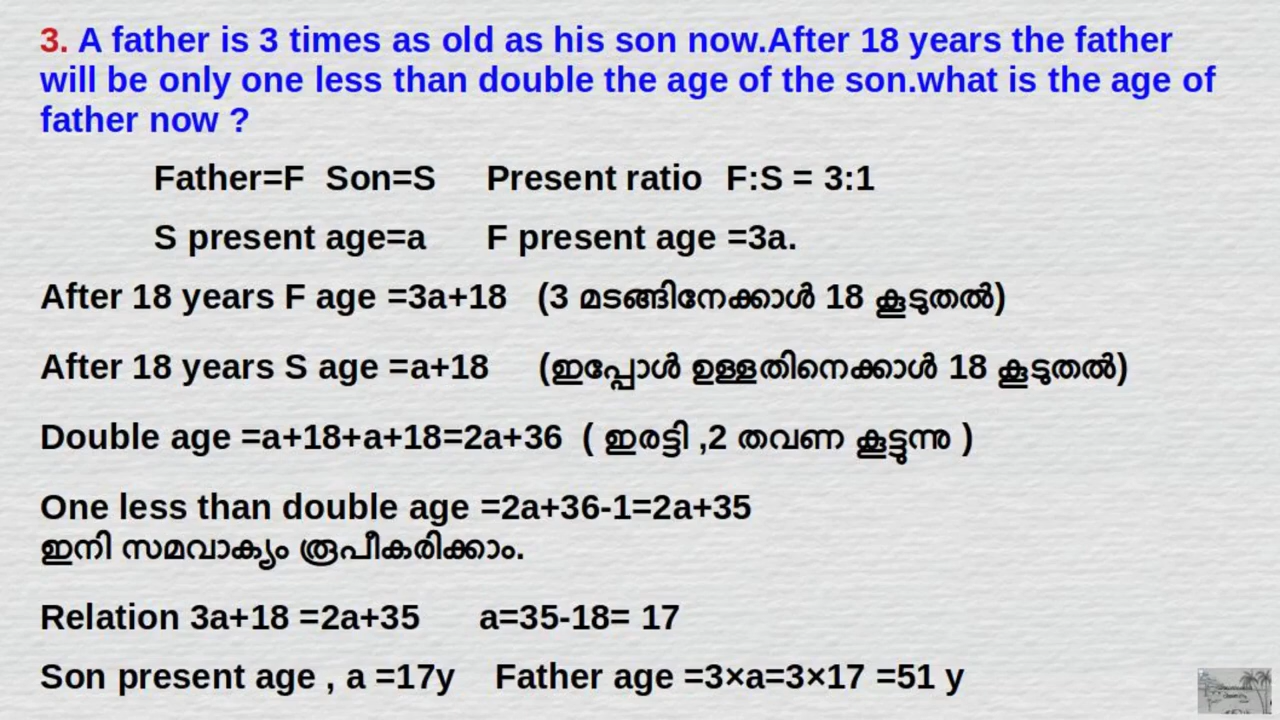 3. A father is 3 times as old as his son now.After 18 years the father
will be only one less than double the age of the son.what is the age of
father now ?
Father=F Son=S Present ratio F:S = 3:1
S present age=a F present age =3a.
After 18 years F age =3a+18 (3 മടങ്ങിനേക്കാൾ 18 കൂടുതൽ)
After 18 years S age =a+18 (ഇപ്പോൾ ഉള്ളതിനെക്കാൾ 18 കൂടുതൽ)
Double age =a+18+a+18=2a+36 ( ഇരട്ടി ,2 തവണ കൂട്ടുന്നു )
One less than double age =2a+36-1=2a+35
ഇനി സമവാക്യം രൂപീകരിക്കാം.
Relation 3a+18 =2a+35 a=35-18= 17
Son present age , a =17y Father age =3×a=3×17 =51 y